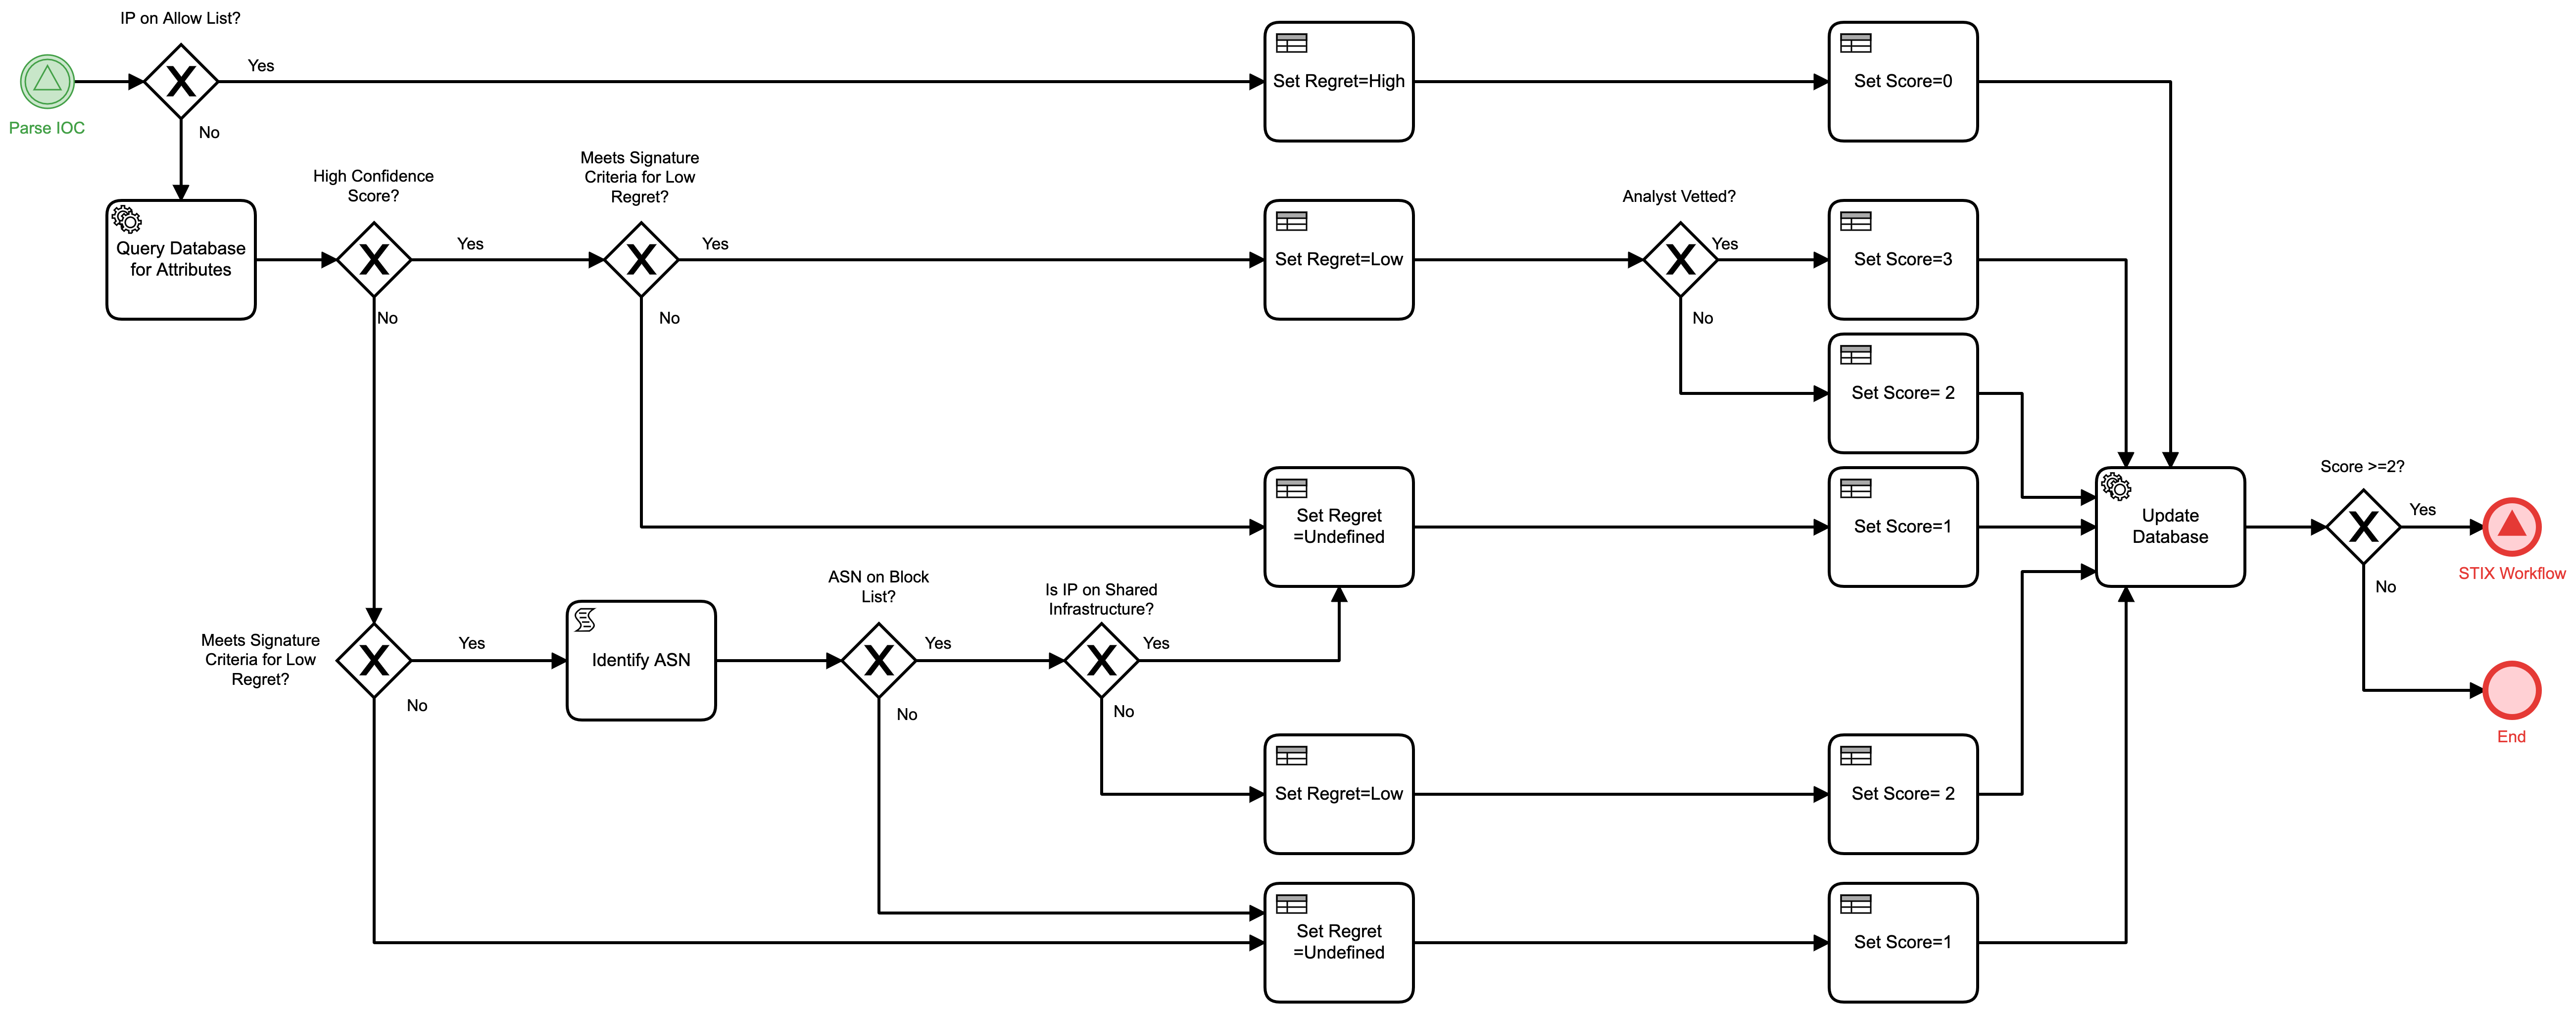 IP on Allow List?
Yes
Set Regret=High
Set Score=0
Parse IOC
No
Meets Signature
Criteria for Low
Regret?
High Confidence
Score?
Analyst Vetted?
Query Database
for Attributes
Yes
Yes
Set Regret=Low
Yes
Set Score=3
No
No
No
Set Score= 2
Score >=2?
Set Regret
=Undefined
Set Score=1
Update
Database
Yes
STIX Workflow
ASN on Block
List?
Is IP on Shared
Infrastructure?
No
Meets Signature
Criteria for Low
Regret?
Yes
Identify ASN
Yes
Yes
No
No
No
End
Set Regret=Low
Set Score= 2
Set Regret
=Undefined
Set Score=1